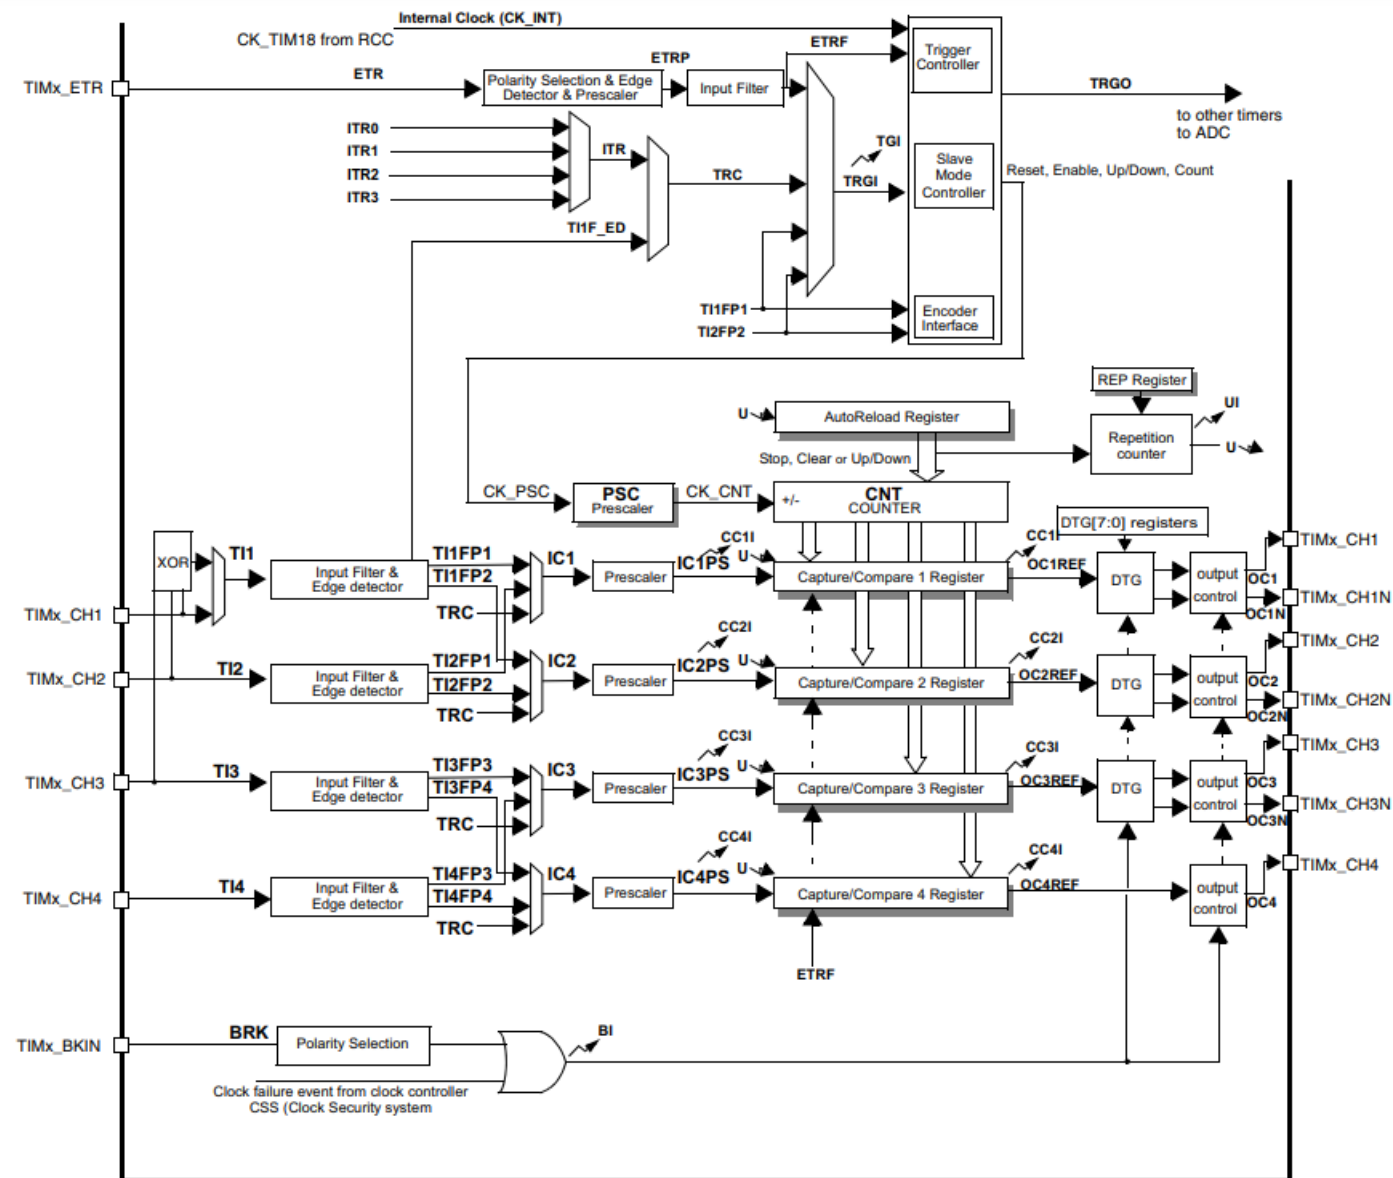 Internal Clock (CK_INT)
CK_TIM18 from RCC
ETRF
Trigger
Controller
ETRP
ETR
TIMx_ETR
Polarity Selection & Edge
Detector & Prescaler
Input Filter
TRGO
to other timers
to ADC
ITR0
ITR1
ITR2
ITR3
ITR
TGI
TRC
TRGI
Slave
Mode
Controller
Reset, Enable, Up/Down, Count
TI1F_ED
TI1FP1
TI2FP2
Encoder
Interface
REP Register
U
AutoReload Register
UI
Repetition
counter
U
Stop, Clear or Up/Down
CK_PSC
PSC
Prescaler
CK_CNT
+/-
CNT
COUNTER
DTG[7:0] registers
XOR
TI1
Input Filter &
Edge detector
TI1FP1
TI1FP2
TRC
IC1
Prescaler
CC1I
IC1PS
U
Capture/Compare 1 Register
CC1I
OC1REF
DTG
output
control
OC1
OC1N
TIMx_CH1
TIMx_CH1N
TIMx_CH1
TIMx_CH2
TI2
Input Filter &
Edge detector
TI2FP1
TI2FP2
TRC
IC2
Prescaler
CC2I
IC2PS
U
Capture/Compare 2 Register
CC2I
OC2REF
DTG
output
control
OC2
OC2N
TIMx_CH2
TIMx_CH2N
TIMx_CH3
TI3
Input Filter &
Edge detector
TI3FP3
TI3FP4
TRC
IC3
Prescaler
CC3I
IC3PS
U
Capture/Compare 3 Register
CC3I
OC3REF
DTG
output
control
OC3
OC3N
TIMx_CH3
TIMx_CH3N
TIMx_CH4
TI4
Input Filter &
Edge detector
TI4FP3
TI4FP4
TRC
IC4
Prescaler
CC4I
IC4PS
U
Capture/Compare 4 Register
CC4I
OC4REF
output
control
OC4
TIMx_CH4
ETRF
TIMx_BKIN
BRK
Polarity Selection
BI
Clock failure event from clock controller
CSS (Clock Security system